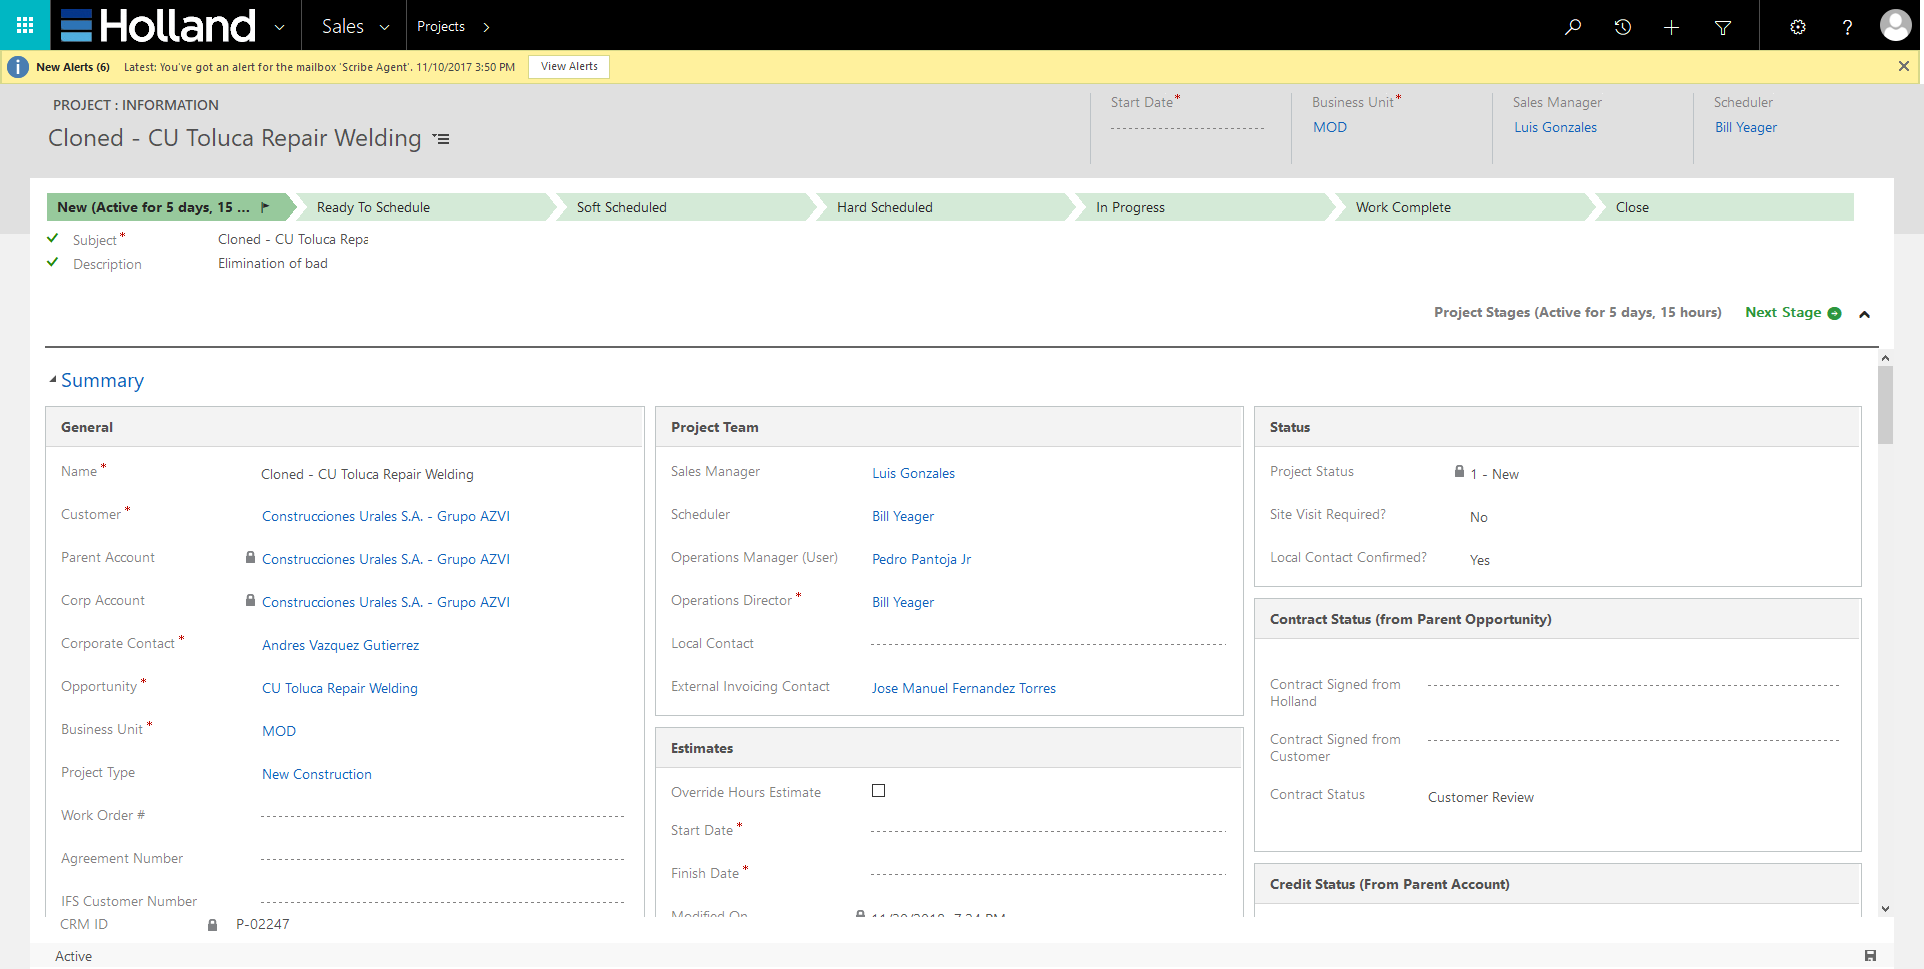 Holland Sales Projects
New Alerts (6) Latest: You've got an alert for the mailbox 'Scribe Agent'. 11/10/2017 3:50 PM View Alerts
PROJECT : INFORMATION
Cloned - CU Toluca Repair Welding
Start Date*
Business Unit*
MOD
Sales Manager
Luis Gonzales
Scheduler
Bill Yeager
New (Active for 5 days, 15 ... Ready To Schedule Soft Scheduled Hard Scheduled In Progress Work Complete Close
Subject* Cloned - CU Toluca Repa
Description Elimination of bad
Project Stages (Active for 5 days, 15 hours) Next Stage
Summary
General
Name* Cloned - CU Toluca Repair Welding
Customer* Construcciones Urales S.A. - Grupo AZVI
Parent Account Construcciones Urales S.A. - Grupo AZVI
Corp Account Construcciones Urales S.A. - Grupo AZVI
Corporate Contact* Andres Vazquez Gutierrez
Opportunity* CU Toluca Repair Welding
Business Unit* MOD
Project Type New Construction
Work Order #
Agreement Number
IFS Customer Number
Project Team
Sales Manager Luis Gonzales
Scheduler Bill Yeager
Operations Manager (User) Pedro Pantoja Jr
Operations Director* Bill Yeager
Local Contact
External Invoicing Contact Jose Manuel Fernandez Torres
Estimates
Override Hours Estimate
Start Date*
Finish Date*
Modified On
Status
Project Status 1 - New
Site Visit Required? No
Local Contact Confirmed? Yes
Contract Status (from Parent Opportunity)
Contract Signed from
Holland
Contract Signed from
Customer
Contract Status Customer Review
Credit Status (From Parent Account)
CRM ID P-02247
Active